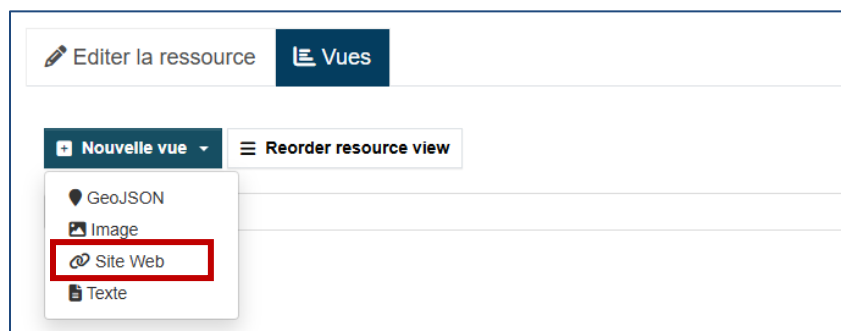 Editer la ressource
Vues
Nouvelle vue
Reorder resource view
GeoJSON
Image
Site Web
Texte